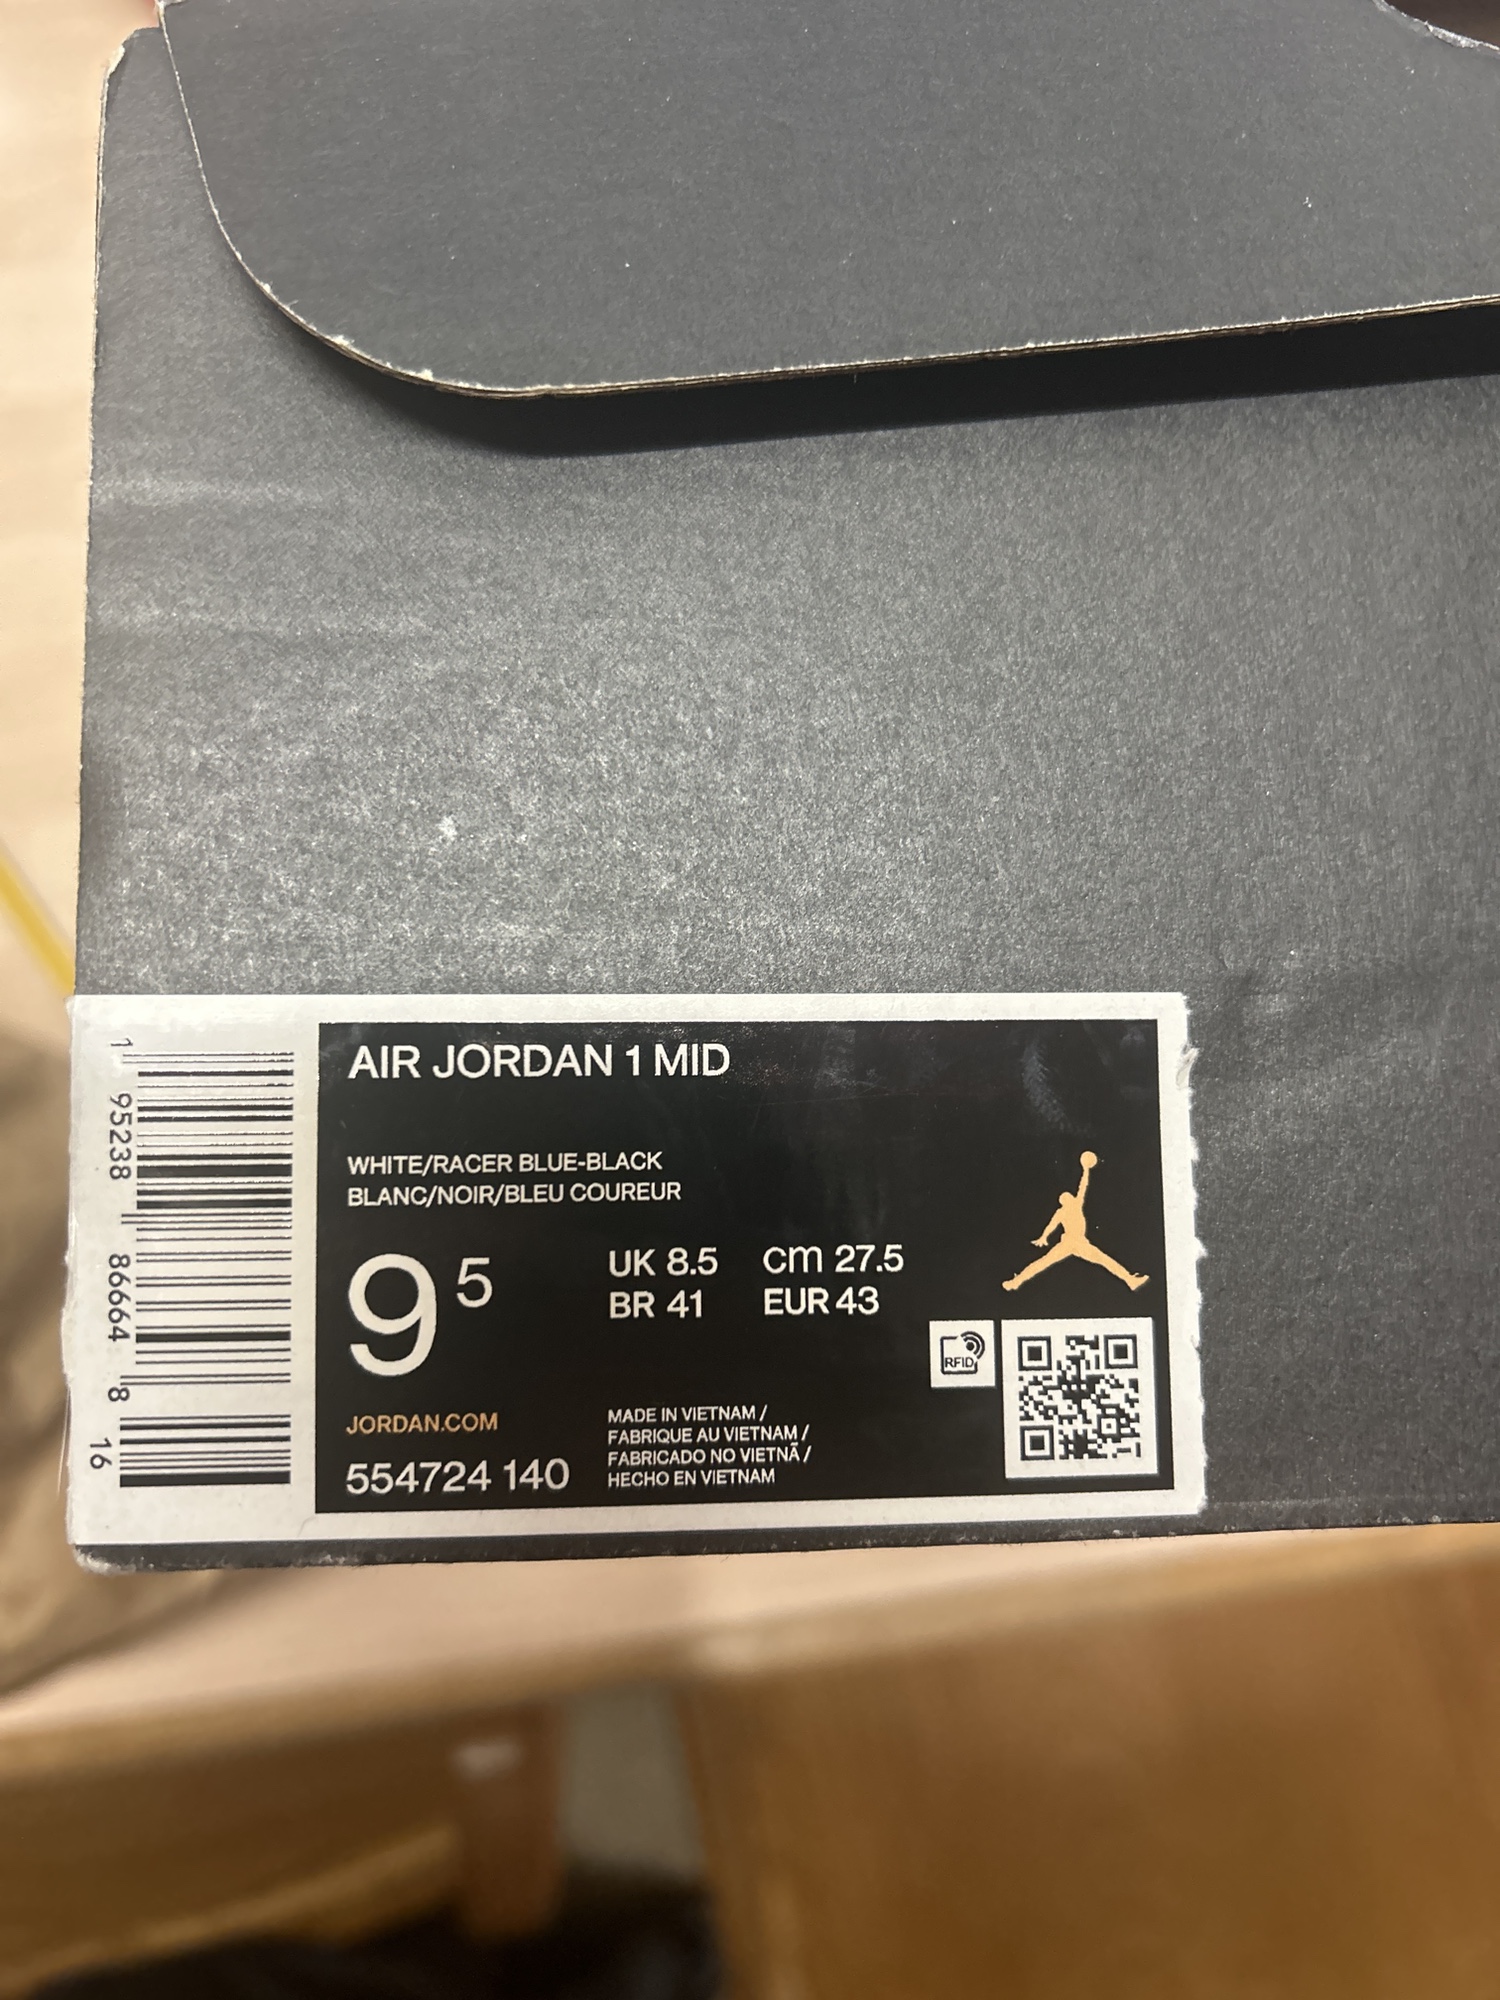 AIR JORDAN 1 MID
WHITE/RACER BLUE-BLACK
BLANC/NOIR/BLEU COUREUR
9 5
UK 8.5 cm 27.5
BR 41 EUR 43
RFID
JORDAN.COM
554724 140
MADE IN VIETNAM /
FABRIQUE AU VIETNAM /
FABRICADO NO VIETNÃ /
HECHO EN VIETNAM
1 95238 86664 8 16